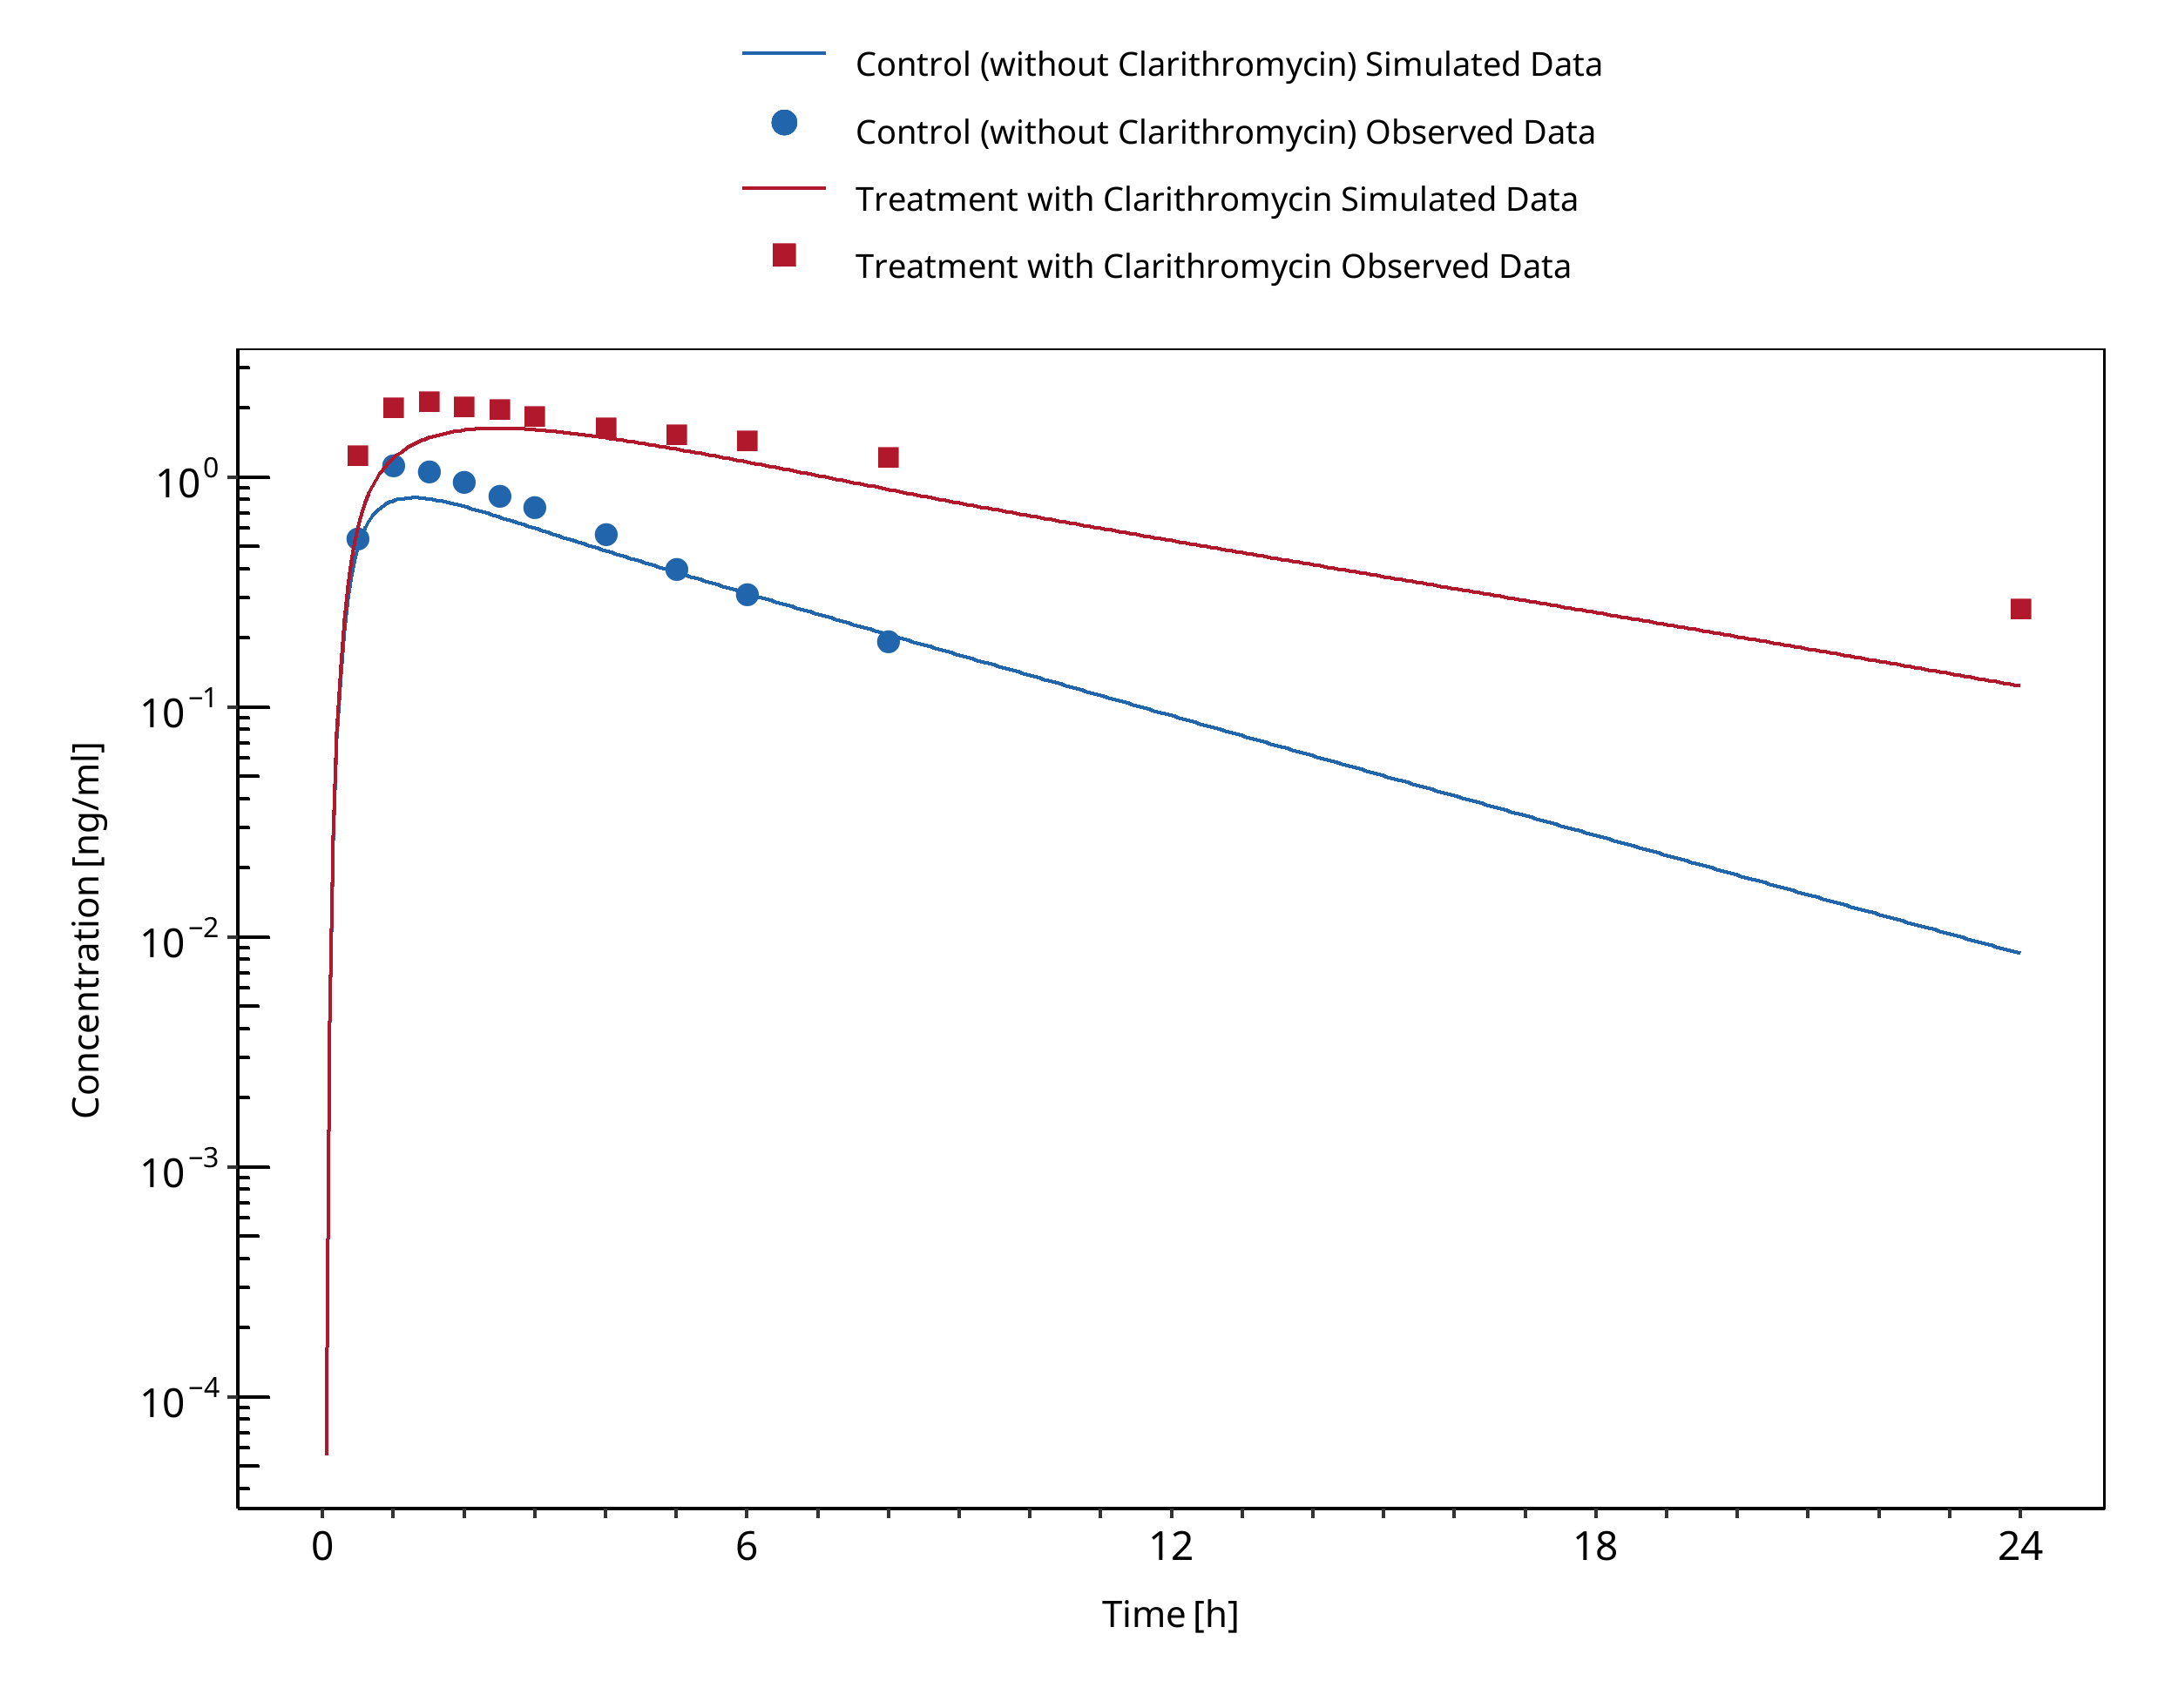 Control (without Clarithromycin) Simulated Data
Control (without Clarithromycin) Observed Data
Treatment with Clarithromycin Simulated Data
Treatment with Clarithromycin Observed Data
10^0
10^−1
10^−2
10^−3
10^−4
Concentration [ng/ml]
0 6 12 18 24
Time [h]